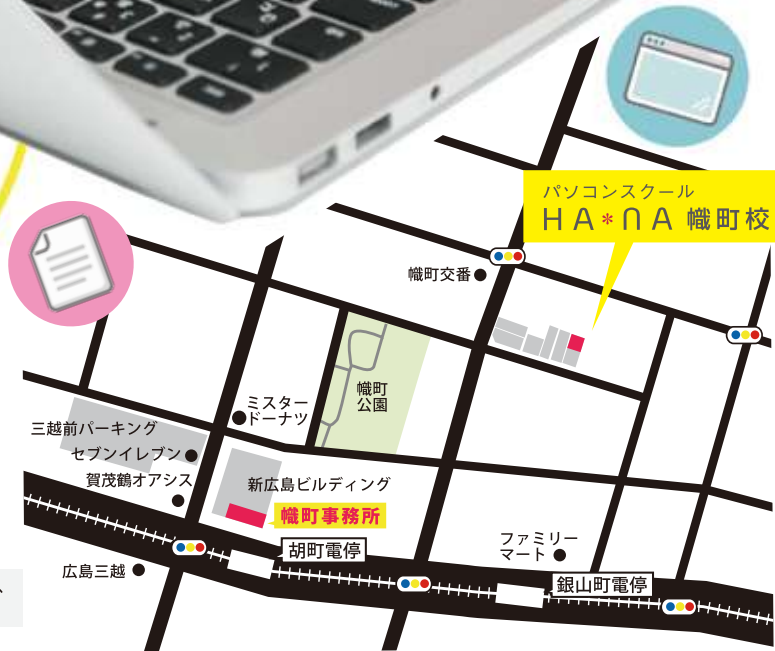 パソコンスクール
HA*NA 幟町校
幟町交番
ミスター
ドーナツ
幟町
公園
三越前パーキング
セブンイレブン
賀茂鶴オアシス
新広島ビルディング
幟町事務所
胡町電停
ファミリー
マート
広島三越
銀山町電停